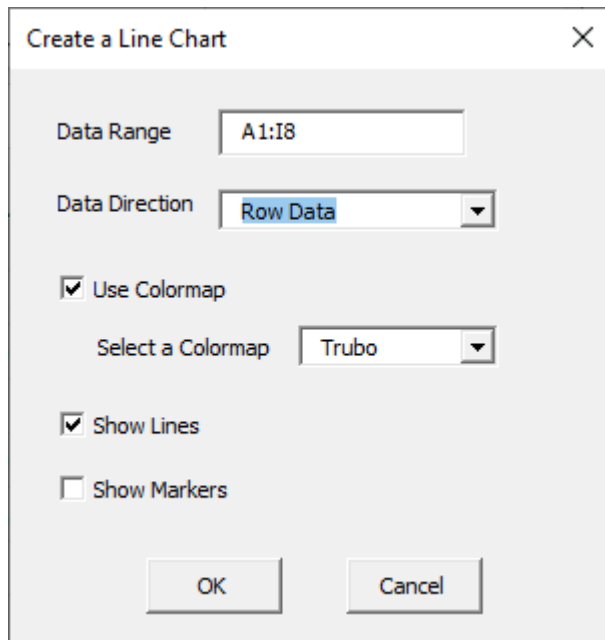 Create a Line Chart
Data Range A1:I8
Data Direction Row Data
Use Colormap
Select a Colormap Trubo
Show Lines
Show Markers
OK Cancel